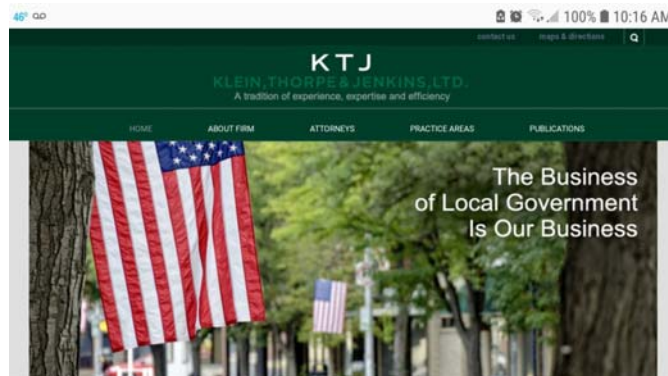 46° 100% 10:16 AM
contact us maps & directions
KTJ
KLEIN, THORPE & JENKINS, LTD.
A tradition of experience, expertise and efficiency
HOME ABOUT FIRM ATTORNEYS PRACTICE AREAS PUBLICATIONS
The Business
of Local Government
Is Our Business